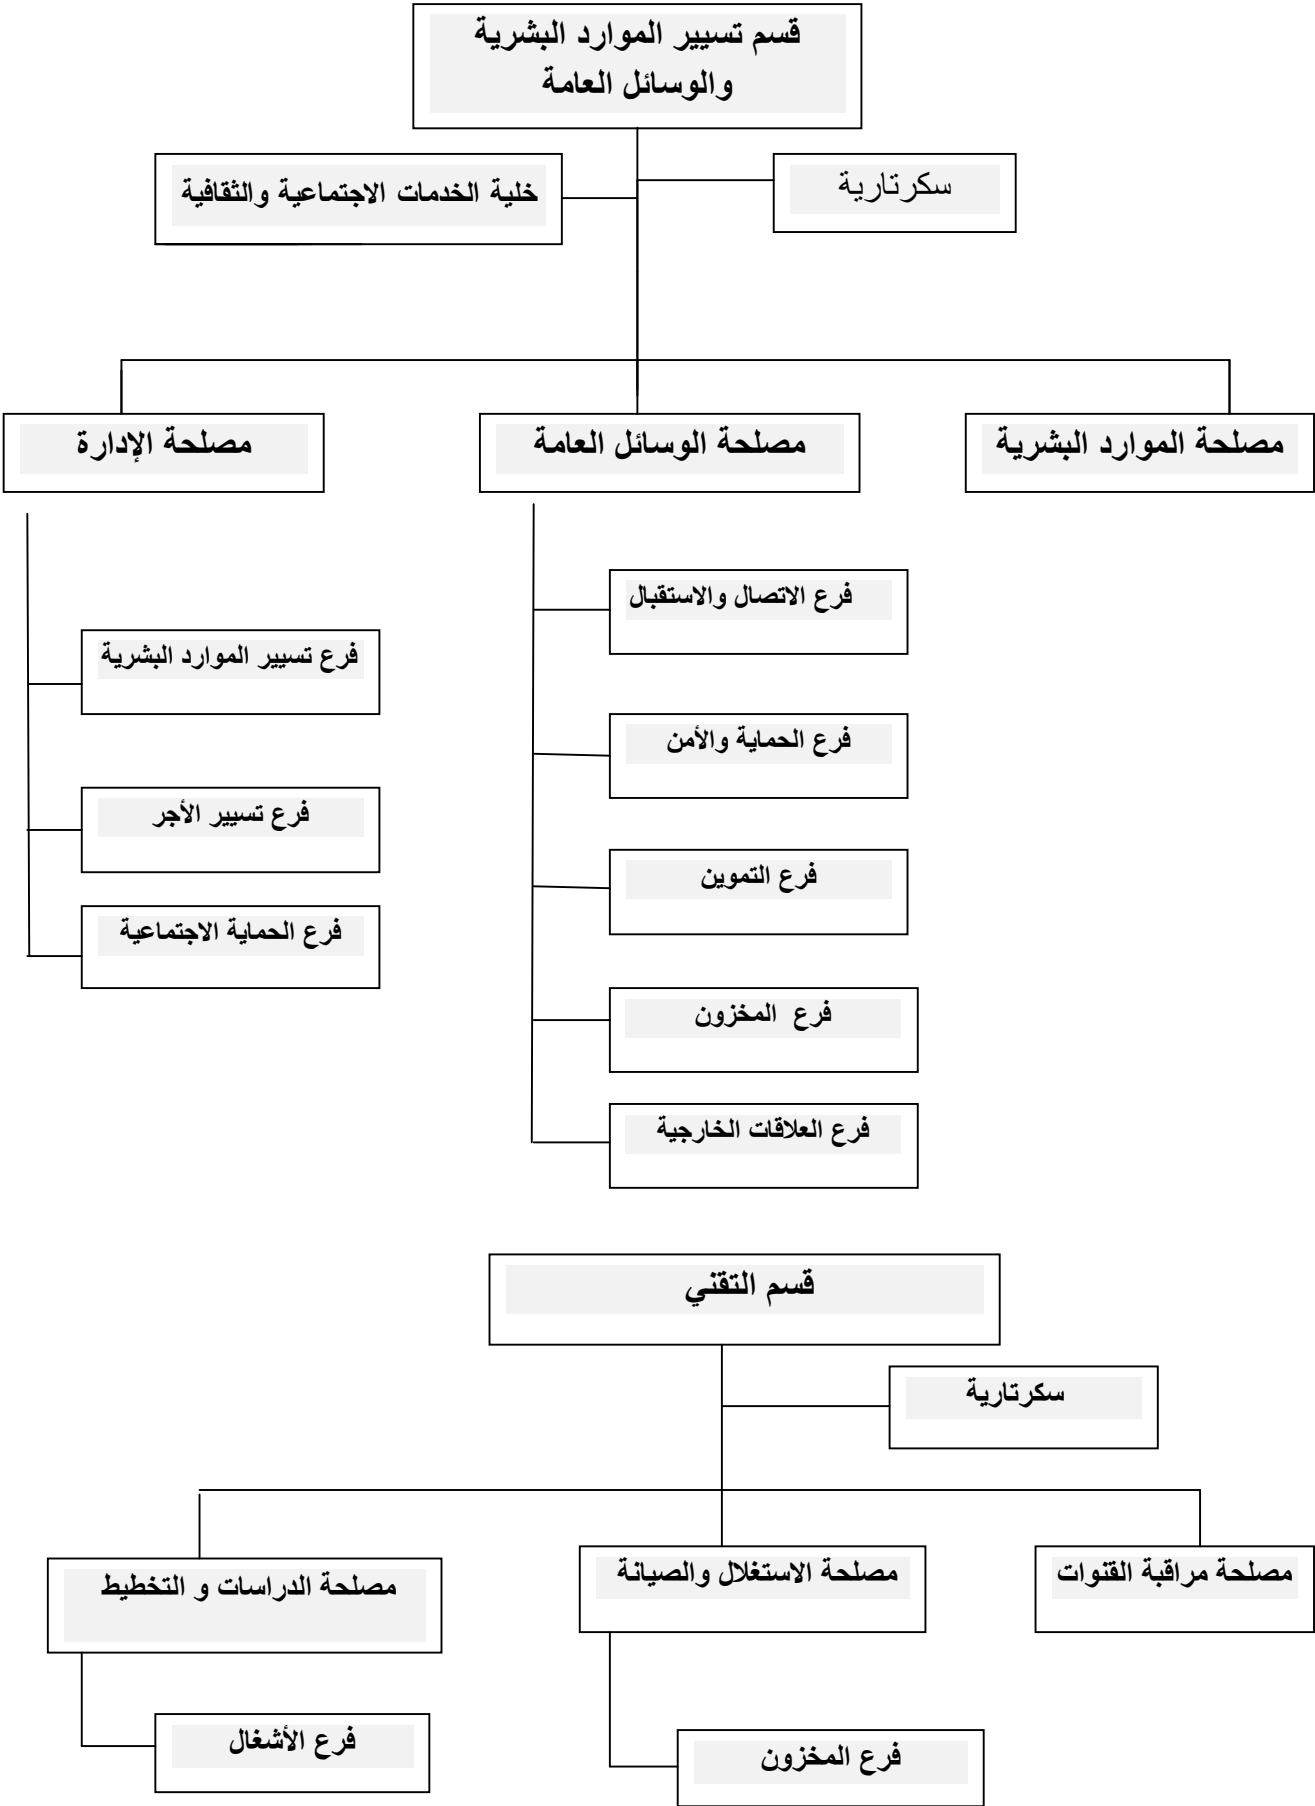 قسم تسيير الموارد البشرية
والوسائل العامة
سكرتارية
خلية الخدمات الاجتماعية والثقافية
مصلحة الموارد البشرية
مصلحة الوسائل العامة
مصلحة الإدارة
فرع الاتصال والاستقبال
فرع الحماية والأمن
فرع التموين
فرع المخزون
فرع العلاقات الخارجية
فرع تسيير الموارد البشرية
فرع تسيير الأجر
فرع الحماية الاجتماعية
قسم التقني
سكرتارية
مصلحة مراقبة القنوات
مصلحة الاستغلال والصيانة
مصلحة الدراسات و التخطيط
فرع المخزون
فرع الأشغال